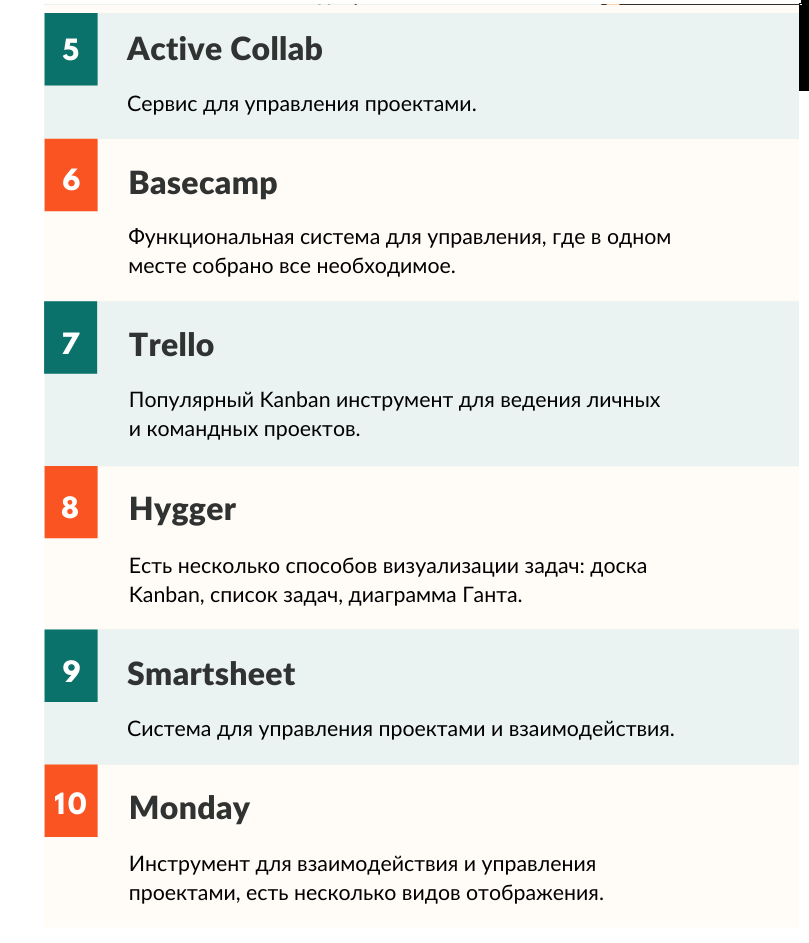 5
Active Collab
Сервис для управления проектами.
6
Basecamp
Функциональная система для управления, где в одном
месте собрано все необходимое.
7
Trello
Популярный Kanban инструмент для ведения личных
и командных проектов.
8
Hygger
Есть несколько способов визуализации задач: доска
Kanban, список задач, диаграмма Ганта.
9
Smartsheet
Система для управления проектами и взаимодействия.
10
Monday
Инструмент для взаимодействия и управления
проектами, есть несколько видов отображения.